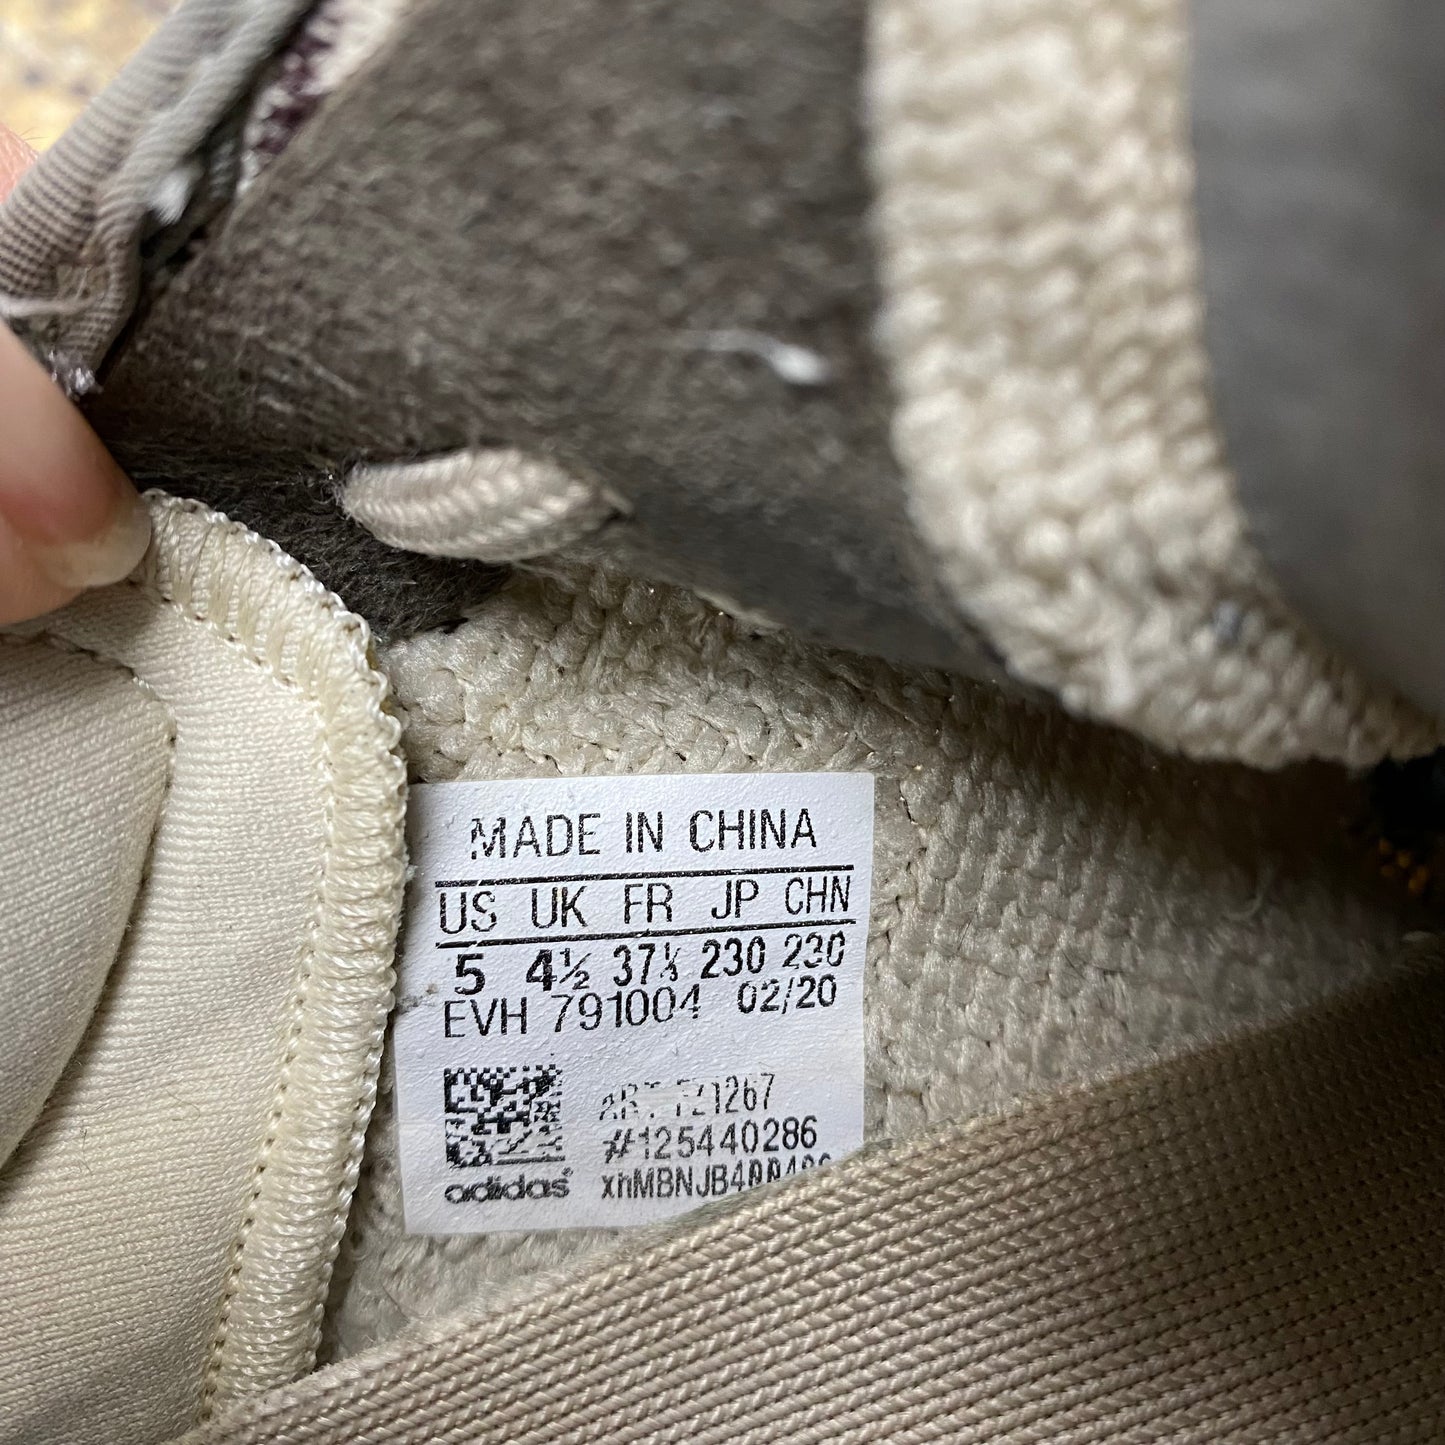 MADE IN CHINA
US UK FR JP CHN
5 4½ 37⅓ 230 230
EVH 791004 02/20
#125440286
adidas